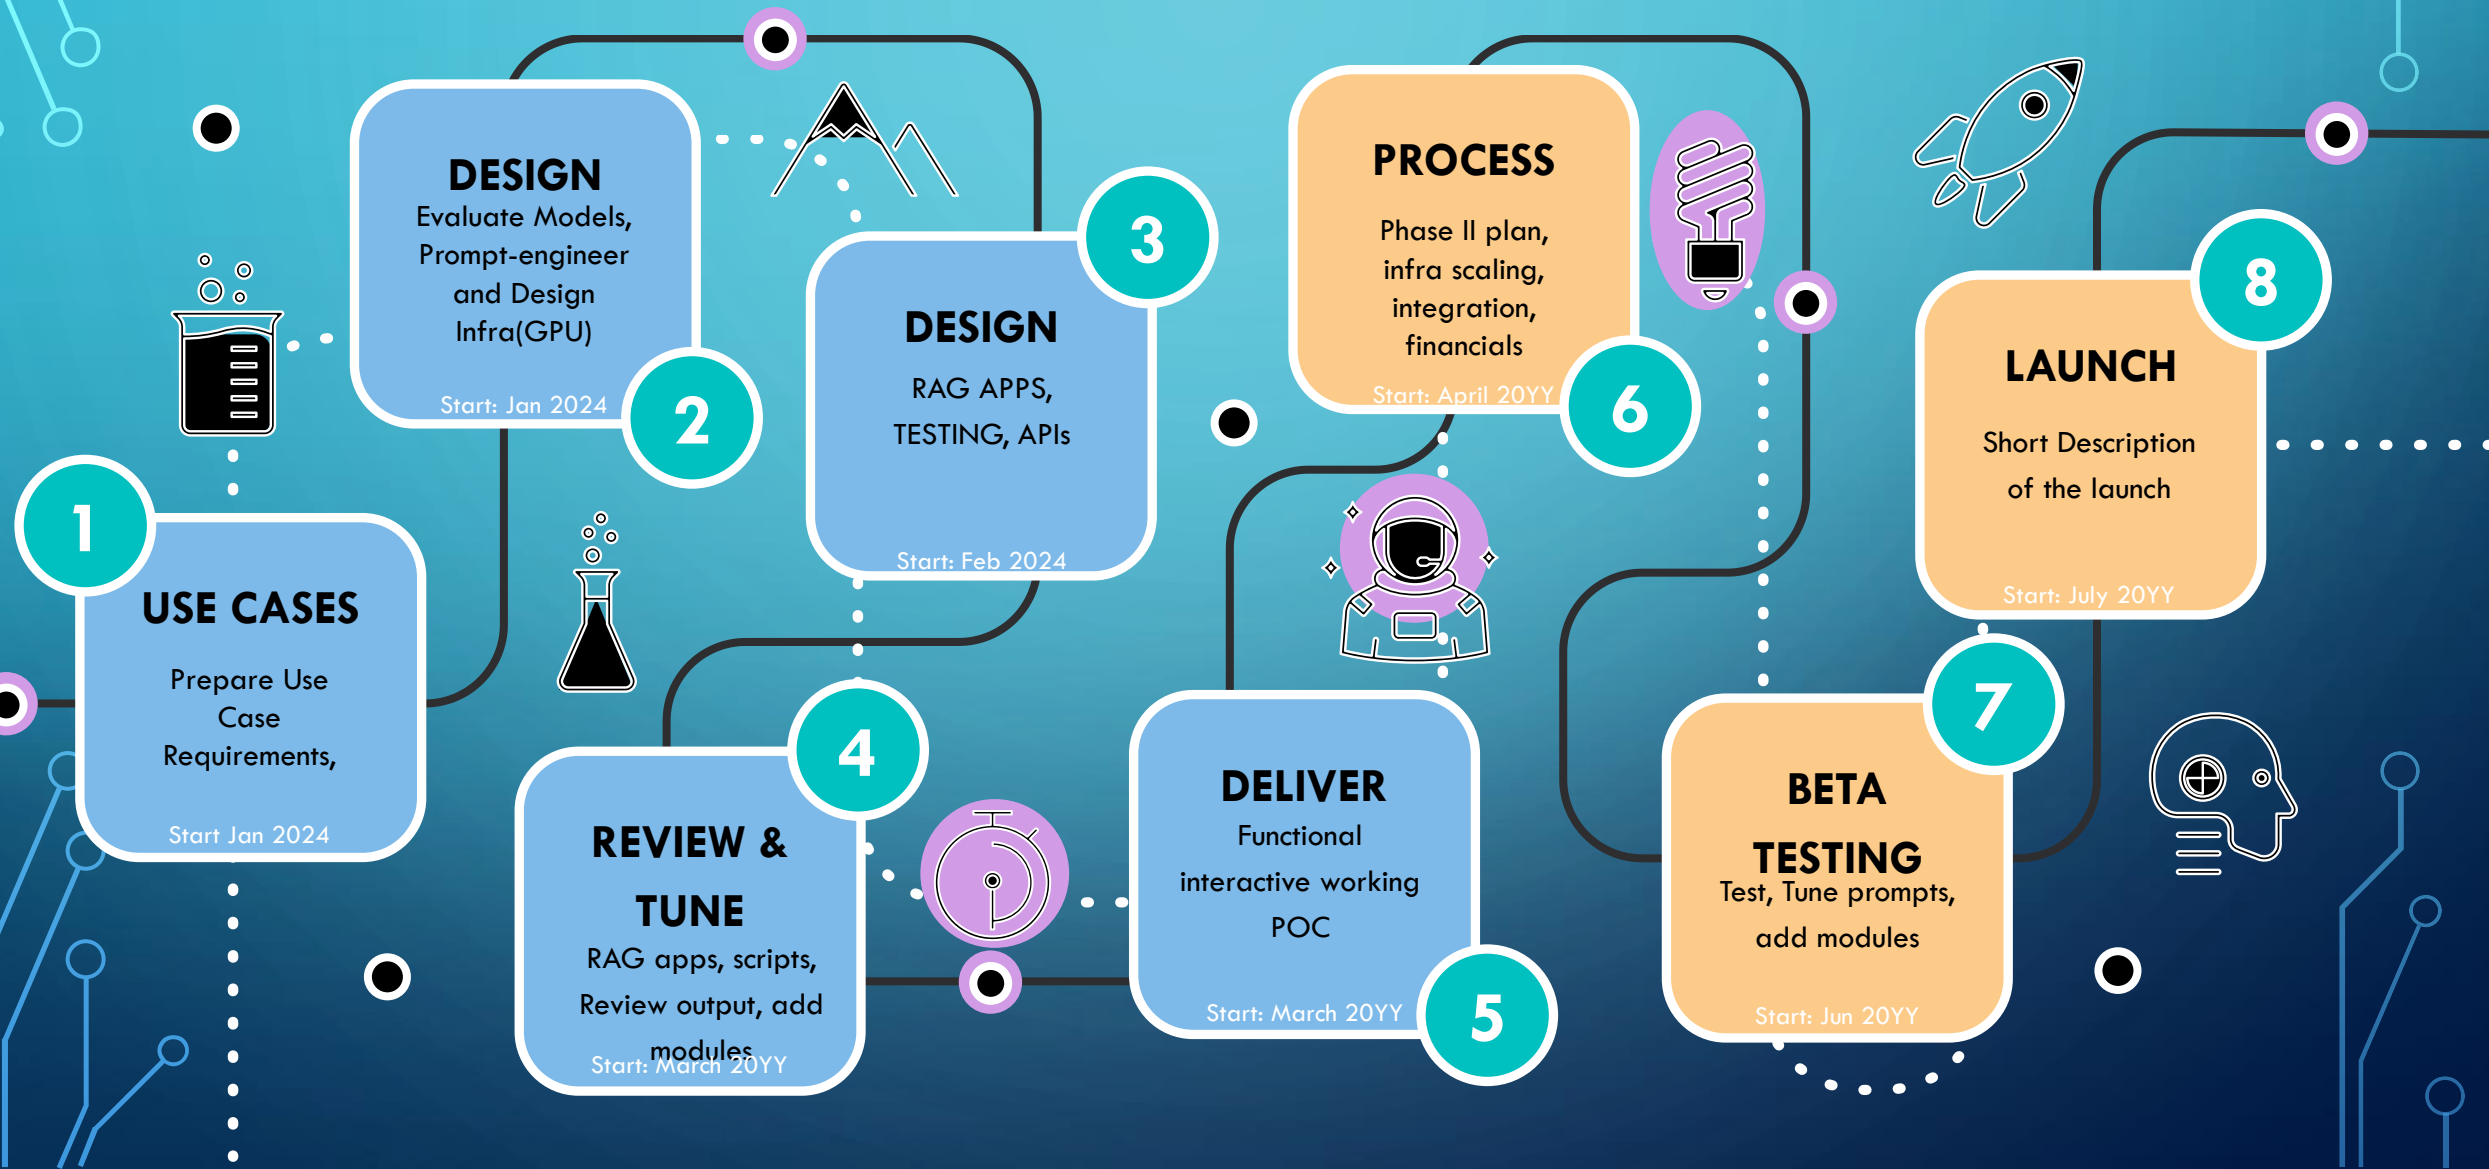 1
USE CASES
Prepare Use
Case
Requirements,
Start Jan 2024
DESIGN
Evaluate Models,
Prompt-engineer
and Design
Infra(GPU)
Start: Jan 2024
2
3
DESIGN
RAG APPS,
TESTING, APIs
Start: Feb 2024
4
REVIEW &
TUNE
RAG apps, scripts,
Review output, add
modules
Start: March 20YY
DELIVER
Functional
interactive working
POC
Start: March 20YY
5
PROCESS
Phase II plan,
infra scaling,
integration,
financials
Start: April 20YY
6
7
BETA
TESTING
Test, Tune prompts,
add modules
Start: Jun 20YY
8
LAUNCH
Short Description
of the launch
Start: July 20YY